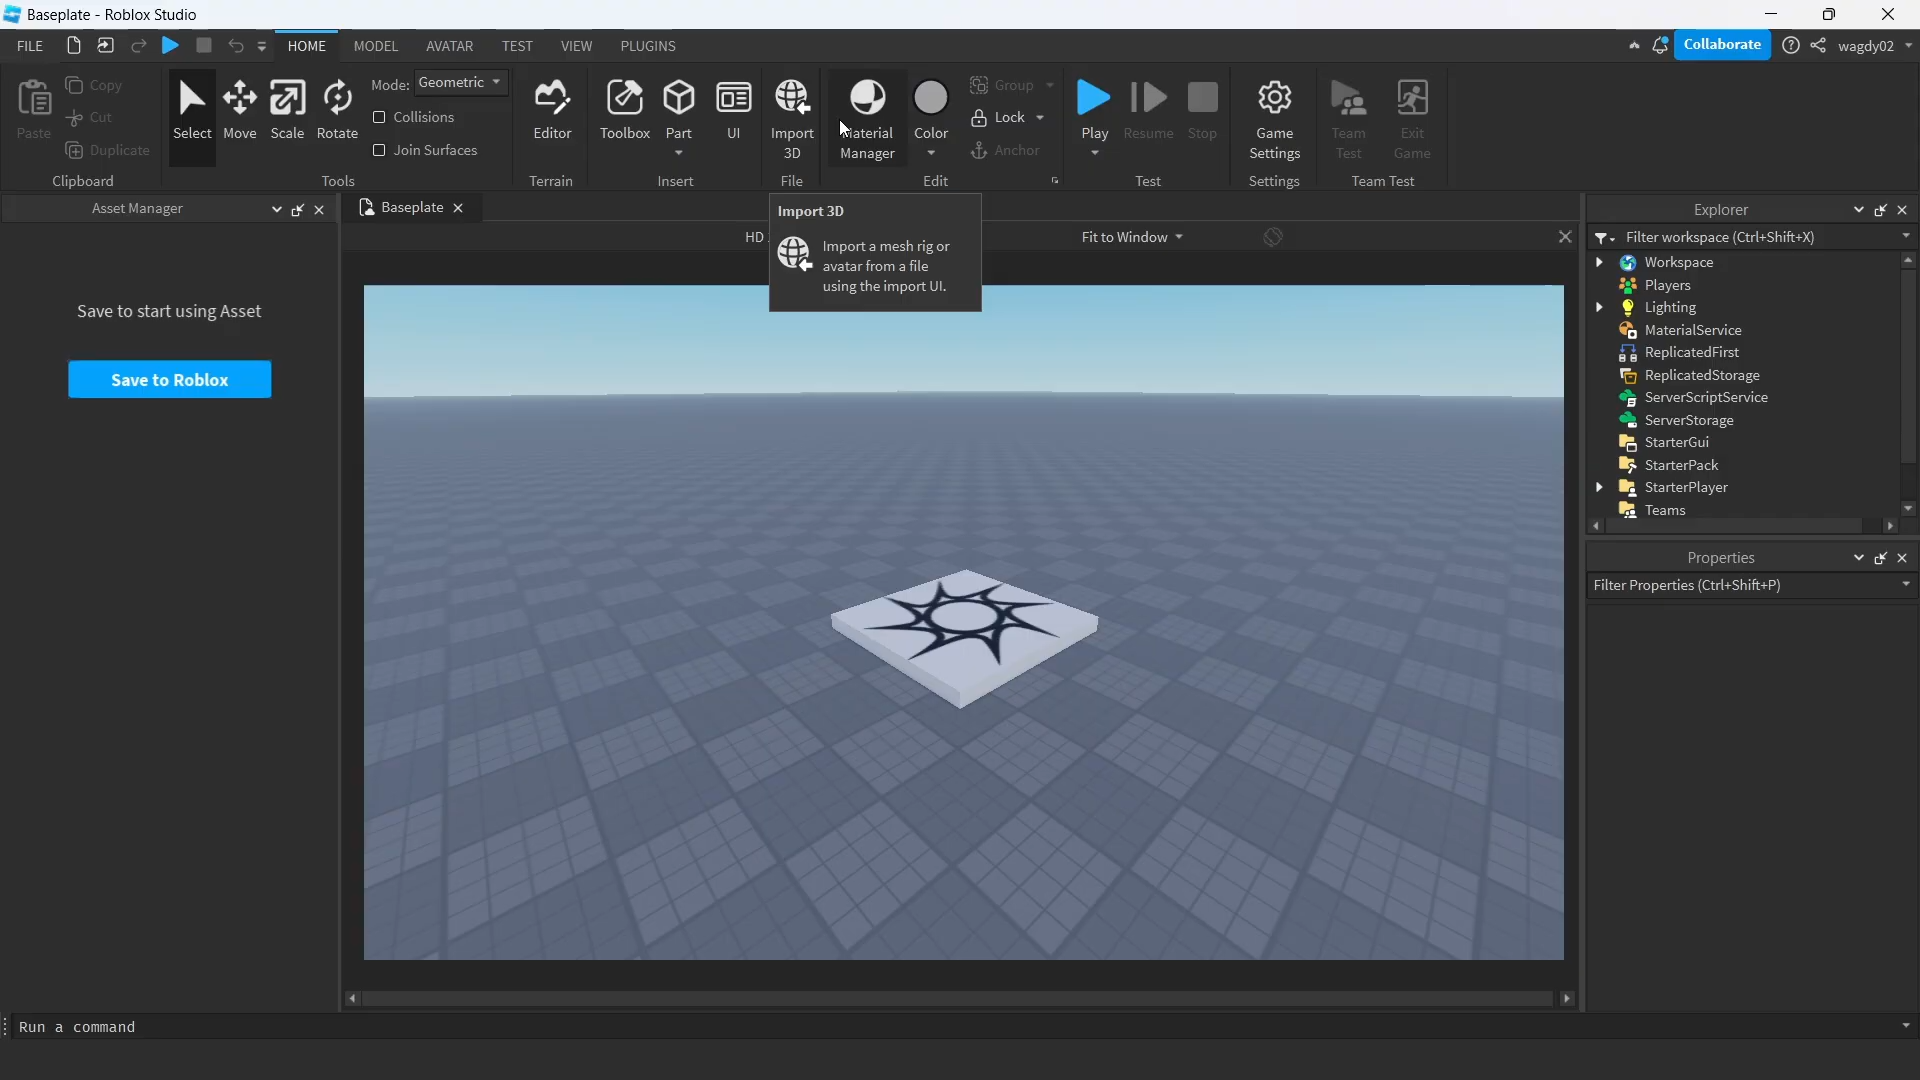 Baseplate - Roblox Studio
FILE
HOME
MODEL
AVATAR
TEST
VIEW
PLUGINS
Collaborate
wagdy02
Paste
Copy
Cut
Duplicate
Clipboard
Select
Move
Scale
Rotate
Mode: Geometric
Collisions
Join Surfaces
Tools
Editor
Terrain
Toolbox
Part
UI
Insert
Import
3D
File
Material
Manager
Color
Group
Lock
Anchor
Edit
Play
Resume
Stop
Test
Game
Settings
Settings
Team
Test
Exit
Game
Team Test
Asset Manager
Save to start using Asset
Save to Roblox
Baseplate
HD
Fit to Window
Import 3D
Import a mesh rig or
avatar from a file
using the import UI.
Explorer
Filter workspace (Ctrl+Shift+X)
Workspace
Players
Lighting
MaterialService
ReplicatedFirst
ReplicatedStorage
ServerScriptService
ServerStorage
StarterGui
StarterPack
StarterPlayer
Teams
Properties
Filter Properties (Ctrl+Shift+P)
Run a command